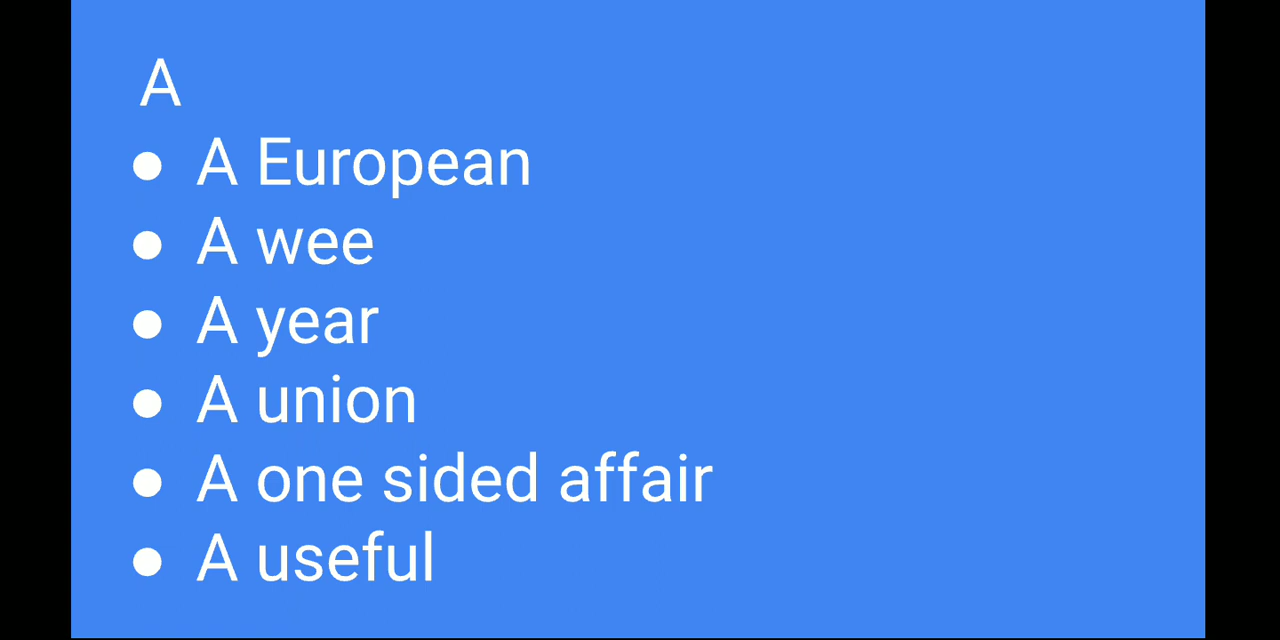 A
● A European
● A wee
● A year
● A union
● A one sided affair
● A useful